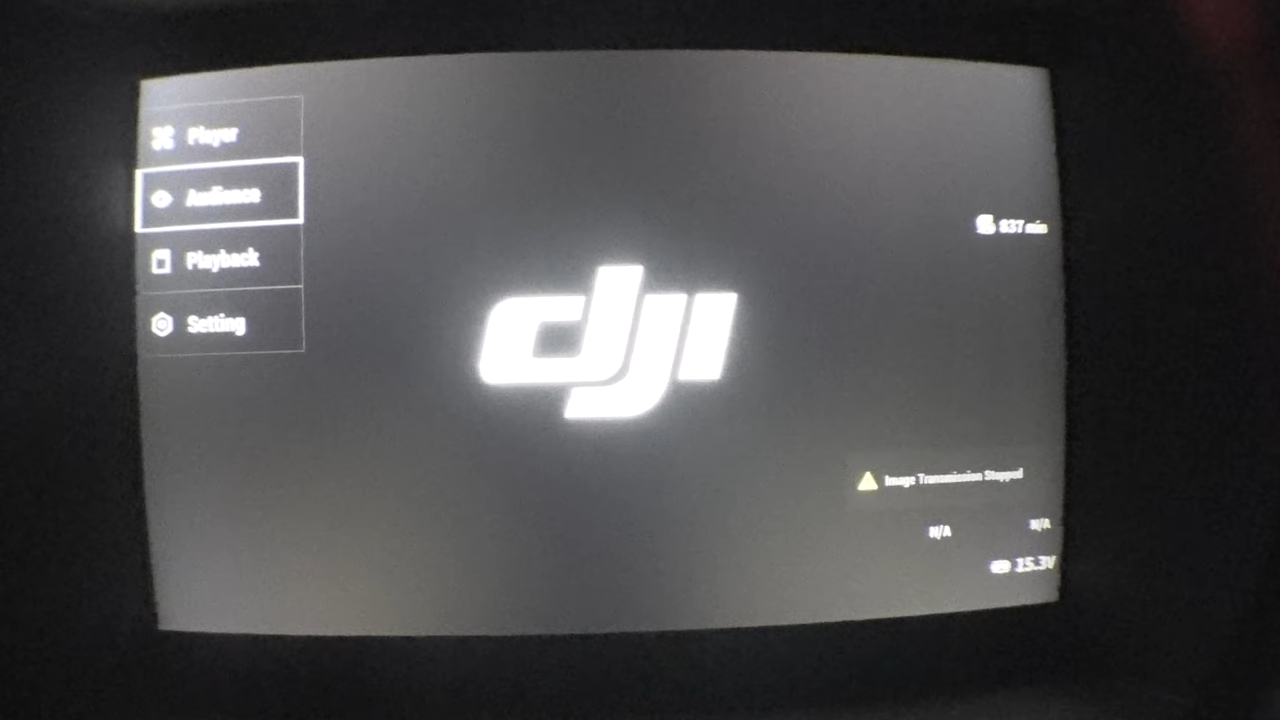 Player
Audience
Playback
Setting
837 min
dji
Image Transmission Stopped
N/A
N/A
15.3V